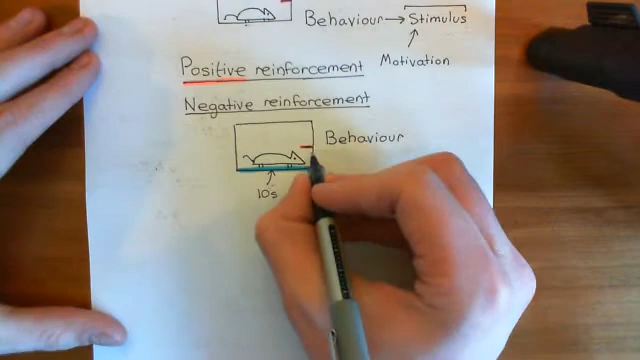 Behaviour → Stimulus
Motivation
Positive reinforcement
Negative reinforcement
Behaviour
10s